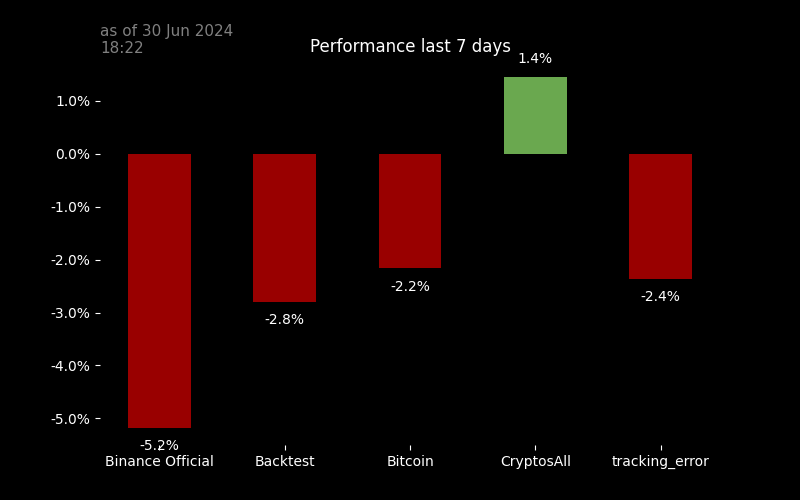 as of 30 Jun 2024
18:22
Performance last 7 days
1.4%
1.0%
0.0%
-1.0%
-2.0%
-3.0%
-4.0%
-5.0%
-5.2%
-2.8%
-2.2%
-2.4%
Binance Official
Backtest
Bitcoin
CryptosAll
tracking_error